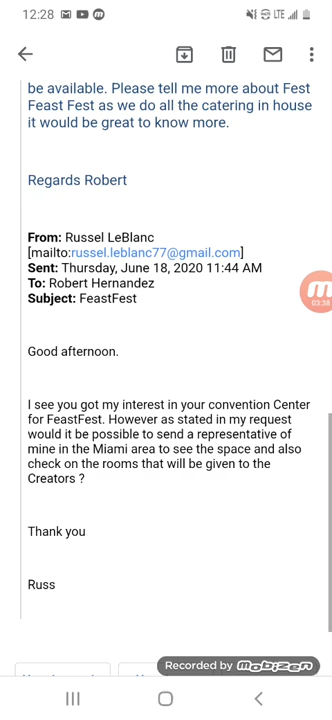 12:28
LTE
be available. Please tell me more about Fest
Feast Fest as we do all the catering in house
it would be great to know more.
Regards Robert
From: Russel LeBlanc
[mailto:russel.leblanc77@gmail.com]
Sent: Thursday, June 18, 2020 11:44 AM
To: Robert Hernandez
Subject: FeastFest
03:38
Good afternoon.
I see you got my interest in your convention Center
for FeastFest. However as stated in my request
would it be possible to send a representative of
mine in the Miami area to see the space and also
check on the rooms that will be given to the
Creators ?
Thank you
Russ
Recorded by mobizen